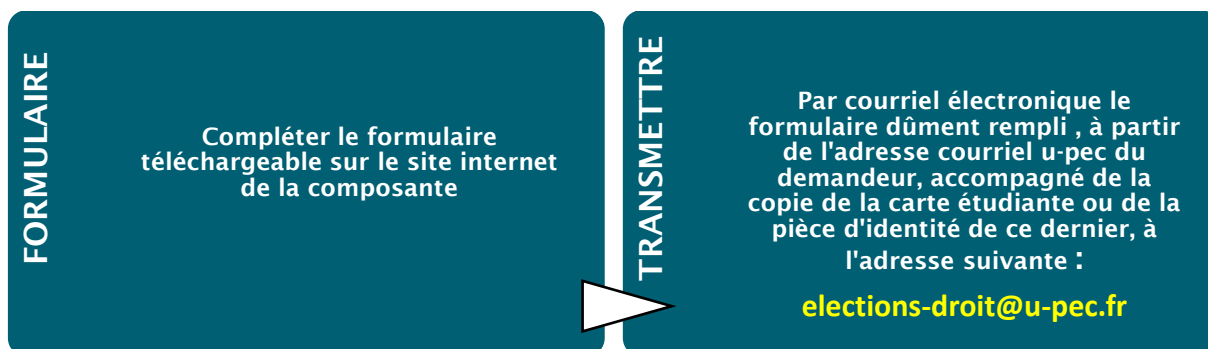 FORMULAIRE
Compléter le formulaire
téléchargeable sur le site internet
de la composante
TRANSMETTRE
Par courriel électronique le
formulaire dûment rempli , à partir
de l'adresse courriel u-pec du
demandeur, accompagné de la
copie de la carte étudiante ou de la
pièce d'identité de ce dernier, à
l'adresse suivante :
elections-droit@u-pec.fr